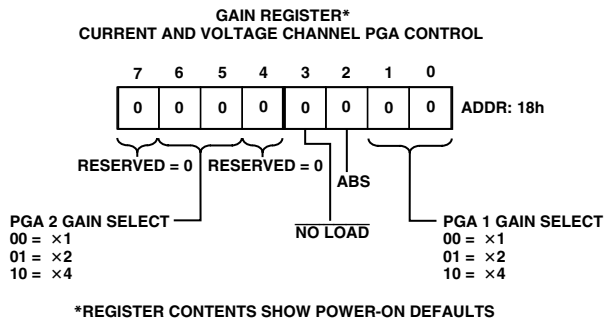 GAIN REGISTER*
CURRENT AND VOLTAGE CHANNEL PGA CONTROL
7 6 5 4 3 2 1 0
0 0 0 0 0 0 0 0 ADDR: 18h
RESERVED = 0 RESERVED = 0
ABS
NO LOAD
PGA 2 GAIN SELECT
00 = ×1
01 = ×2
10 = ×4
PGA 1 GAIN SELECT
00 = ×1
01 = ×2
10 = ×4
*REGISTER CONTENTS SHOW POWER-ON DEFAULTS